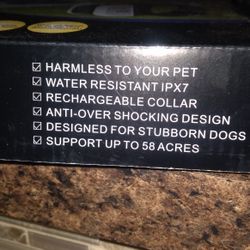 ☑ HARMLESS TO YOUR PET
☑ WATER RESISTANT IPX7
☑ RECHARGEABLE COLLAR
☑ ANTI-OVER SHOCKING DESIGN
☑ DESIGNED FOR STUBBORN DOGS
☑ SUPPORT UP TO 58 ACRES